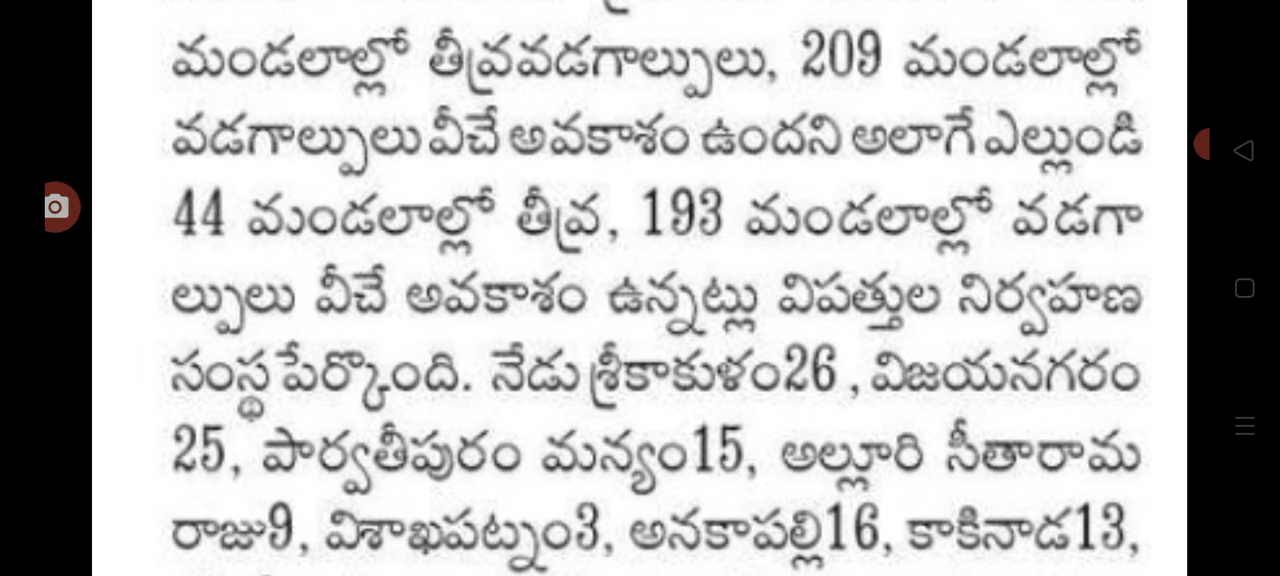 మండలాల్లో తీవ్రవడగాల్పులు, 209 మండలాల్లో
వడగాల్పులు వీచే అవకాశం ఉందని అలాగే ఎల్లుండి
44 మండలాల్లో తీవ్ర, 193 మండలాల్లో వడగా
ల్పులు వీచే అవకాశం ఉన్నట్లు విపత్తుల నిర్వహణ
సంస్థ పేర్కొంది. నేడు శ్రీకాకుళం26 , విజయనగరం
25, పార్వతీపురం మన్యం15, అల్లూరి సీతారామ
రాజు9, విశాఖపట్నం3, అనకాపల్లి16, కాకినాడ13,